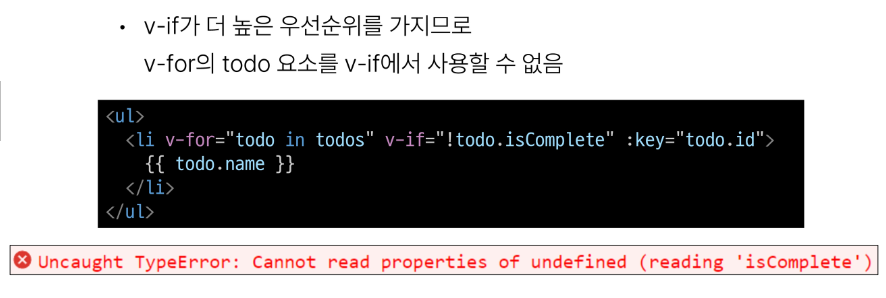 • v-if가 더 높은 우선순위를 가지므로
v-for의 todo 요소를 v-if에서 사용할 수 없음
<ul>
<li v-for="todo in todos" v-if="!todo.isComplete" :key="todo.id">
{{ todo.name }}
</li>
</ul>
Uncaught TypeError: Cannot read properties of undefined (reading 'isComplete')